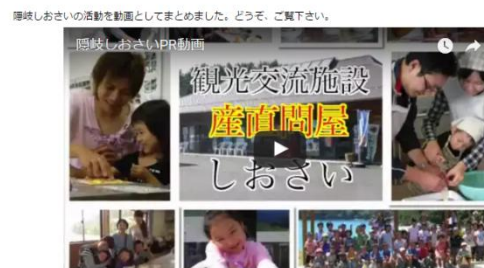 隠岐しおさいの活動を動画としてまとめました。どうぞ、ご覧下さい。
隠岐しおさいPR動画
観光交流施設
産直問屋
しおさい